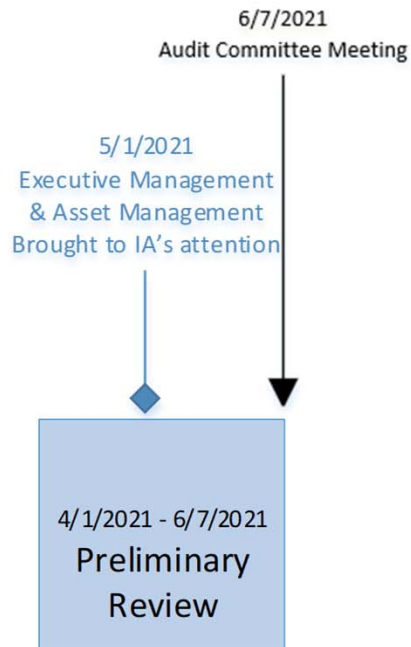 6/7/2021
Audit Committee Meeting
5/1/2021
Executive Management
& Asset Management
Brought to IA’s attention
4/1/2021 - 6/7/2021
Preliminary
Review